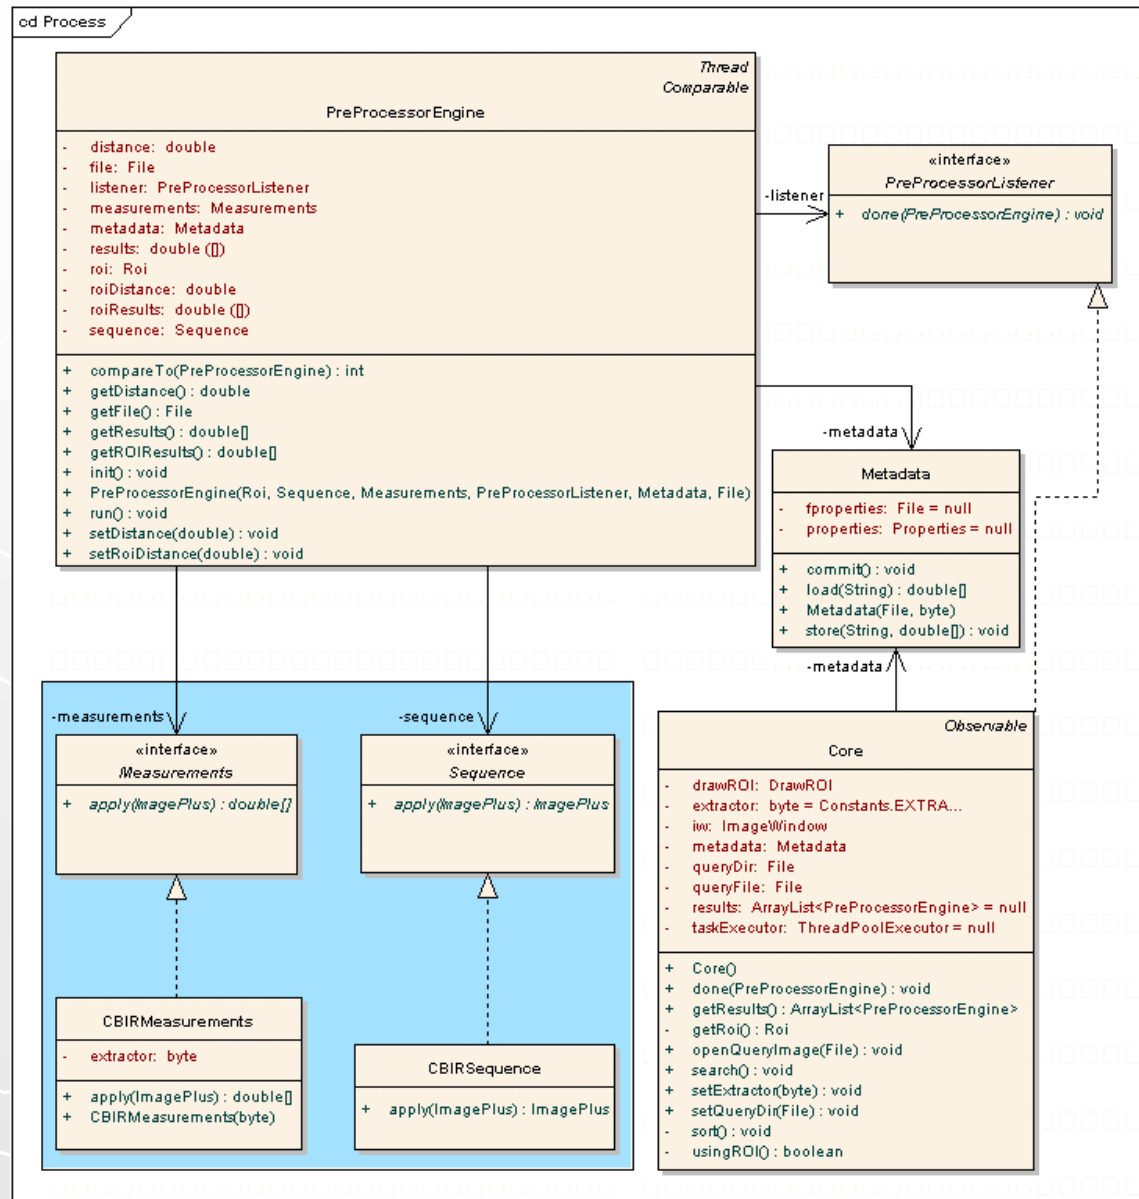 cd Process
Thread
Comparable
PreProcessorEngine
- distance: double
- file: File
- listener: PreProcessorListener
- measurements: Measurements
- metadata: Metadata
- results: double ([])
- roi: Roi
- roiDistance: double
- roiResults: double ([])
- sequence: Sequence
+ compareTo(PreProcessorEngine) : int
+ getDistance() : double
+ getFile() : File
+ getResults() : double[]
+ getROIResults() : double[]
+ init() : void
+ PreProcessorEngine(Roi, Sequence, Measurements, PreProcessorListener, Metadata, File)
+ run() : void
+ setDistance(double) : void
+ setRoiDistance(double) : void
-listener
«interface»
PreProcessorListener
+ done(PreProcessorEngine) : void
-metadata
Metadata
- fproperties: File = null
- properties: Properties = null
+ commit() : void
+ load(String) : double[]
+ Metadata(File, byte)
+ store(String, double[]) : void
-metadata
-measurements
«interface»
Measurements
+ apply(ImagePlus) : double[]
-sequence
«interface»
Sequence
+ apply(ImagePlus) : ImagePlus
CBIRMeasurements
- extractor: byte
+ apply(ImagePlus) : double[]
+ CBIRMeasurements(byte)
CBIRSequence
+ apply(ImagePlus) : ImagePlus
Observable
Core
- drawROI: DrawROI
- extractor: byte = Constants.EXTRA...
- iw: ImageWindow
- metadata: Metadata
- queryDir: File
- queryFile: File
- results: ArrayList<PreProcessorEngine> = null
- taskExecutor: ThreadPoolExecutor = null
+ Core()
+ done(PreProcessorEngine) : void
+ getResults() : ArrayList<PreProcessorEngine>
- getRoi() : Roi
+ openQueryImage(File) : void
+ search() : void
+ setExtractor(byte) : void
+ setQueryDir(File) : void
- sort() : void
- usingROI() : boolean